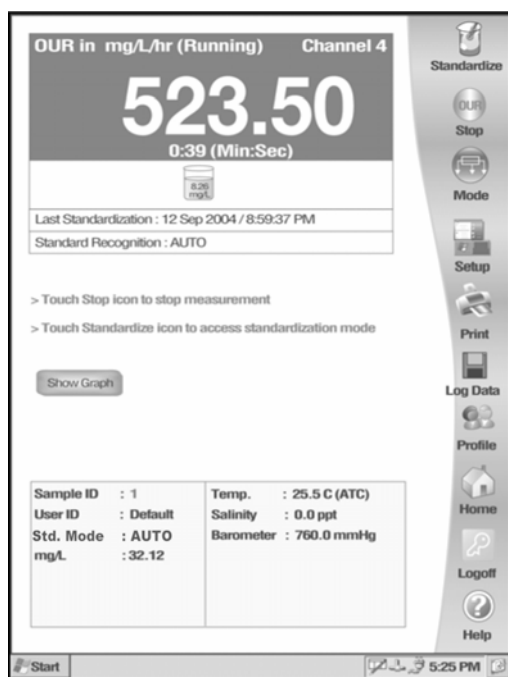 OUR in mg/L/hr (Running) Channel 4
523.50
0:39 (Min:Sec)
8.26
mg/L
Last Standardization : 12 Sep 2004 / 8:59:37 PM
Standard Recognition : AUTO
> Touch Stop icon to stop measurement
> Touch Standardize icon to access standardization mode
Show Graph
Sample ID : 1
User ID : Default
Std. Mode : AUTO
mg/L : 32.12
Temp. : 25.5 C (ATC)
Salinity : 0.0 ppt
Barometer : 760.0 mmHg
Standardize
OUR
Stop
Mode
Setup
Print
Log Data
Profile
Home
Logoff
Help
Start
5:25 PM